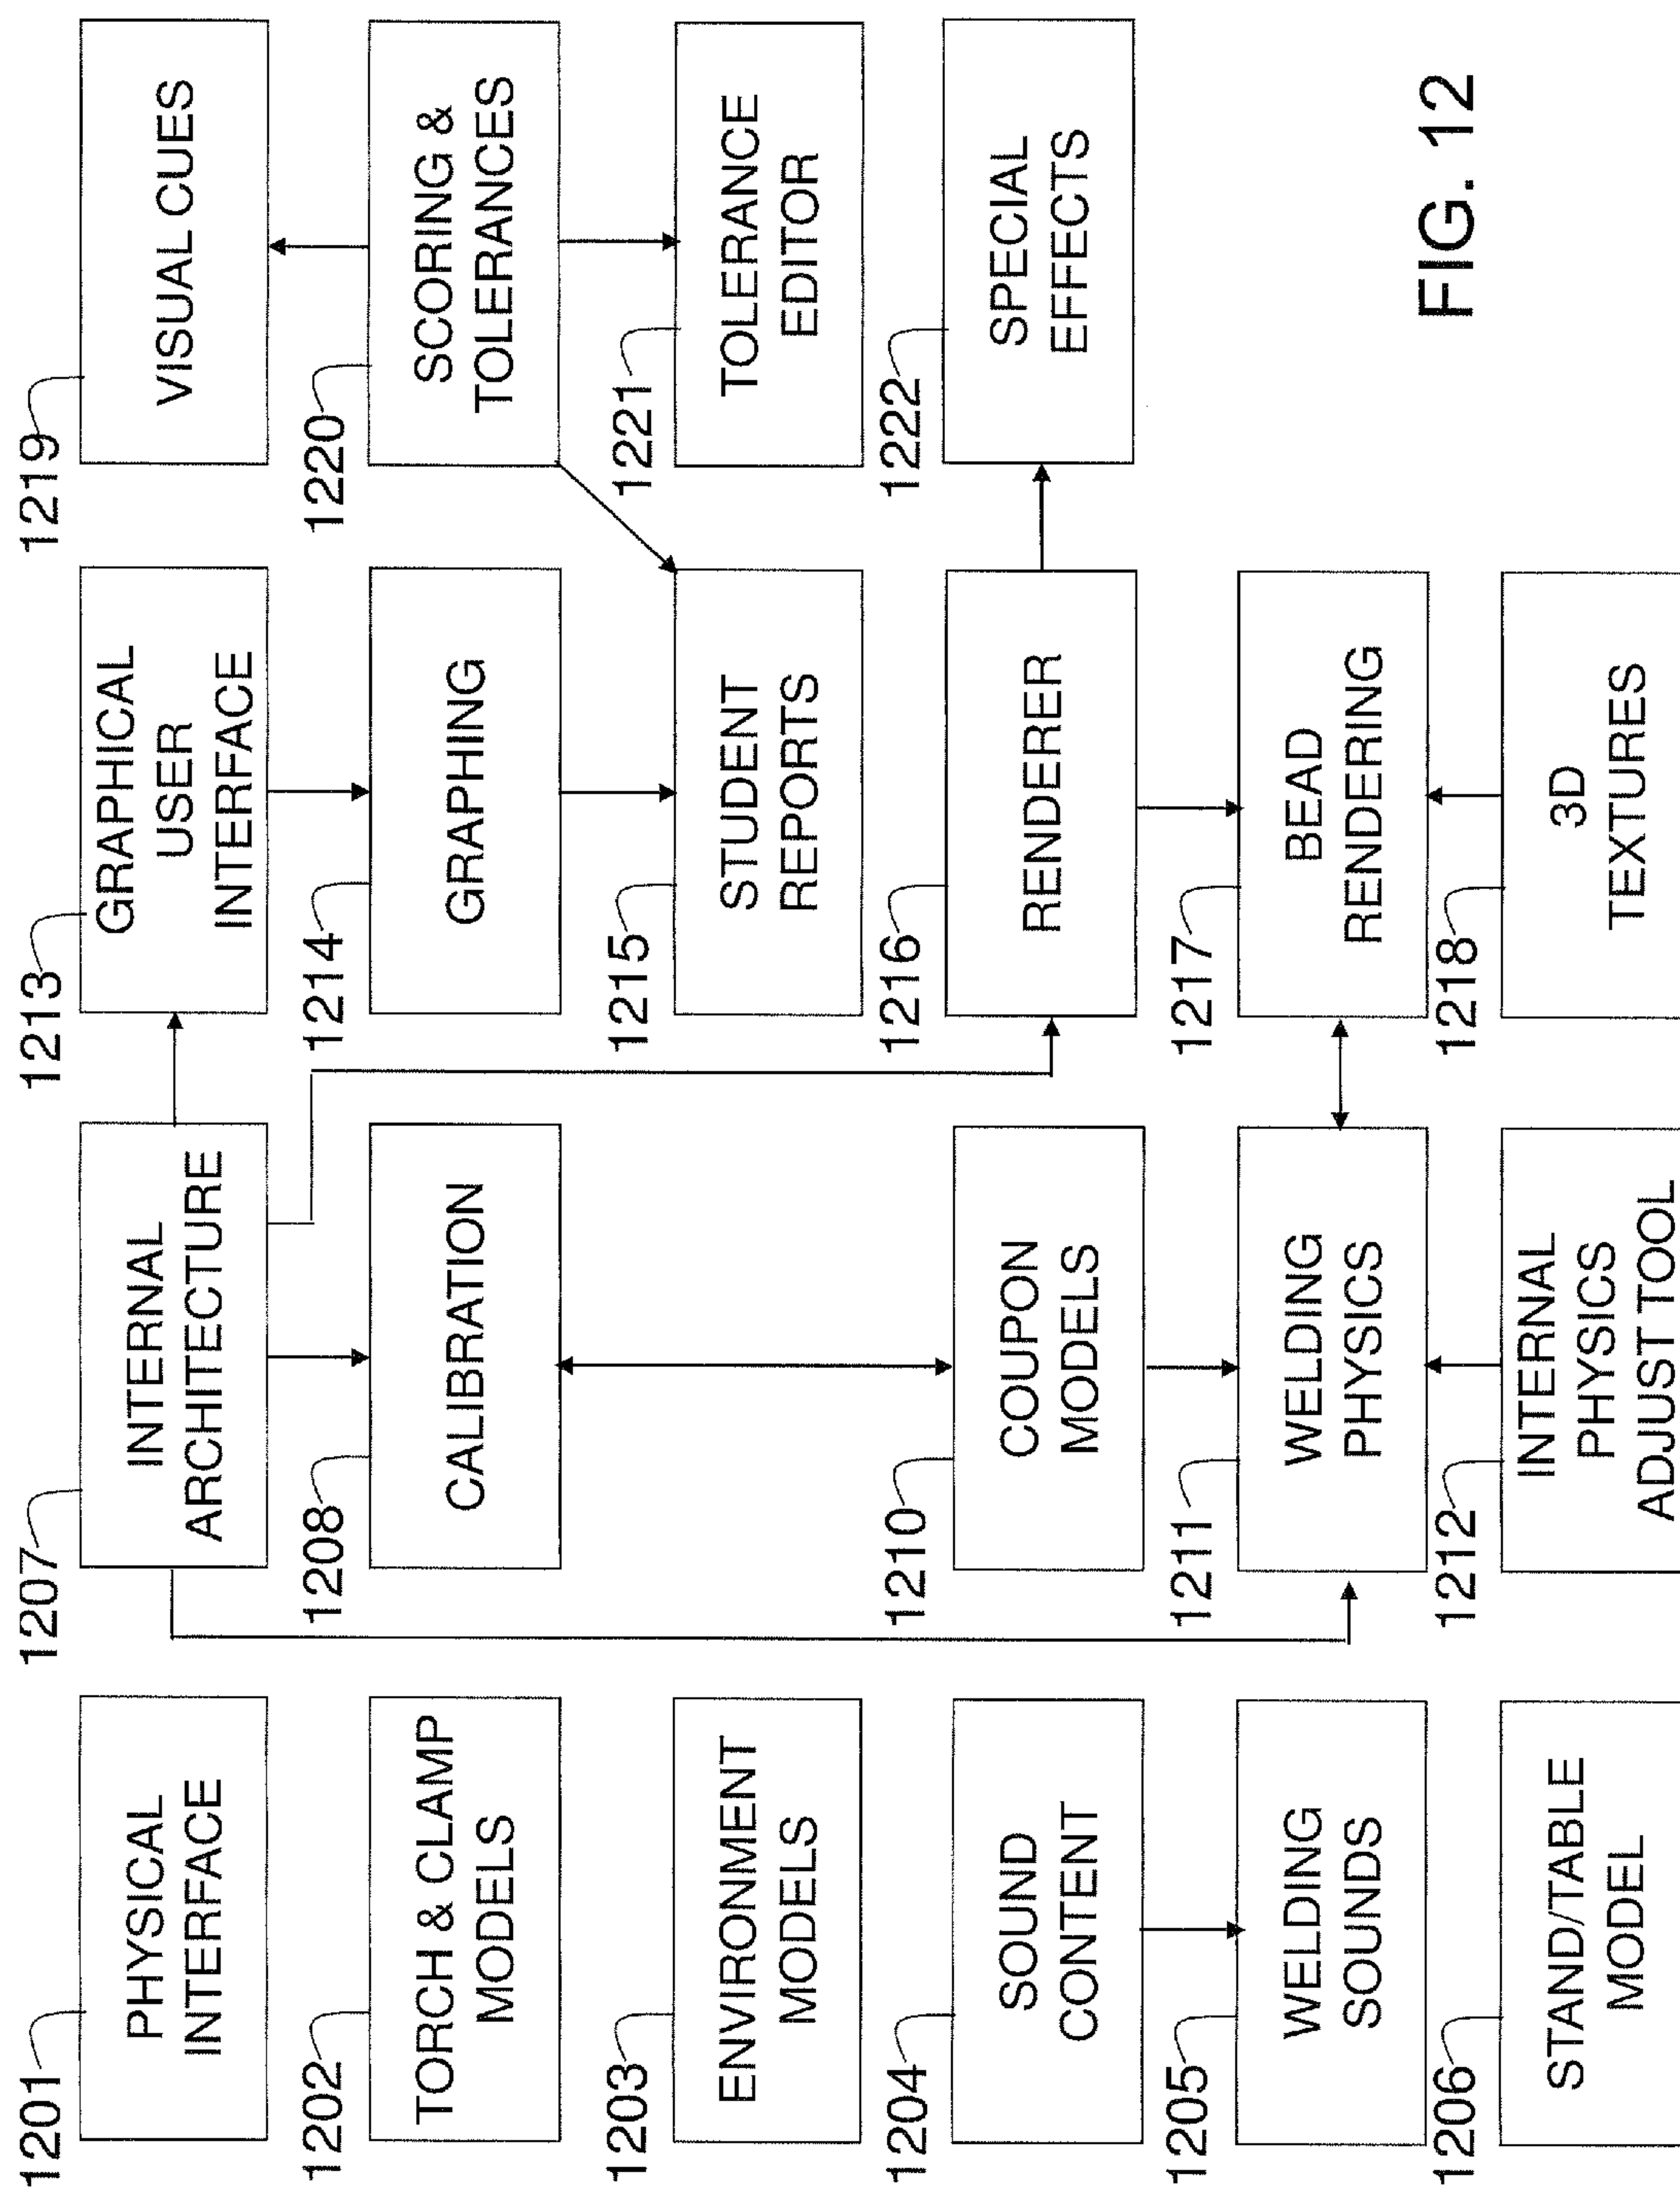 1201
PHYSICAL
INTERFACE
1202
TORCH & CLAMP
MODELS
1203
ENVIRONMENT
MODELS
1204
SOUND
CONTENT
1205
WELDING
SOUNDS
1206
STAND/TABLE
MODEL
1207
INTERNAL
ARCHITECTURE
1208
CALIBRATION
1210
COUPON
MODELS
1211
WELDING
PHYSICS
1212
INTERNAL
PHYSICS
ADJUST TOOL
1213
GRAPHICAL
USER
INTERFACE
1214
GRAPHING
1215
STUDENT
REPORTS
1216
RENDERER
1217
BEAD
RENDERING
1218
3D
TEXTURES
1219
VISUAL CUES
1220
SCORING &
TOLERANCES
1221
TOLERANCE
EDITOR
1222
SPECIAL
EFFECTS
FIG. 12